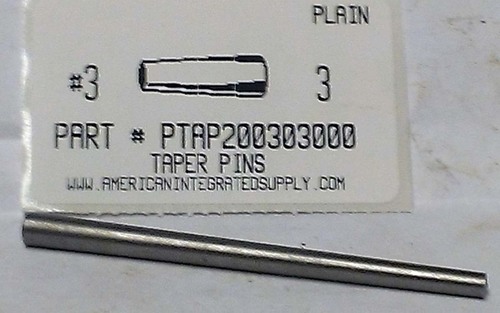 PLAIN
#3 3
PART # PTAP200303000
TAPER PINS
WWW.AMERICANINTEGRATEDSUPPLY.COM